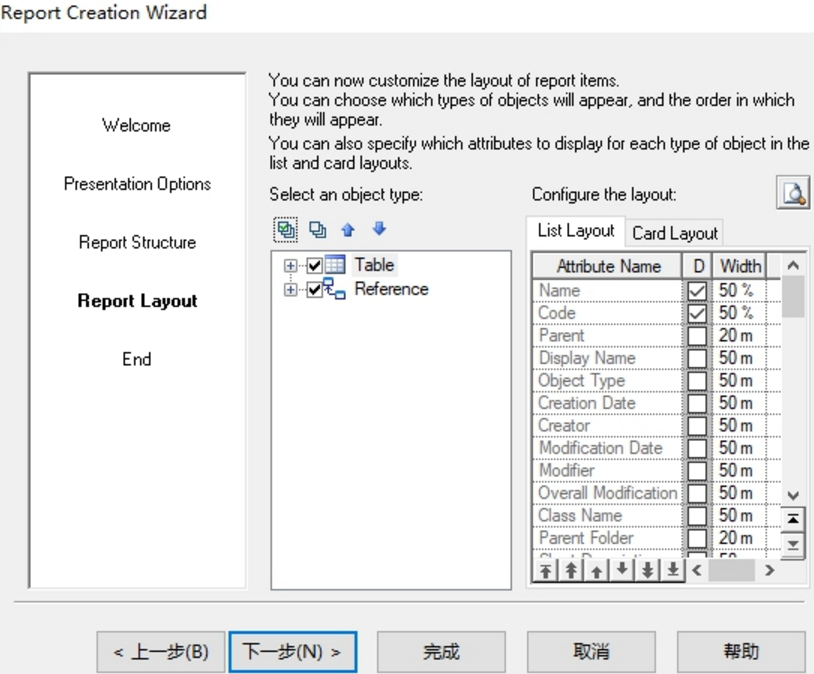 Report Creation Wizard
Welcome
Presentation Options
Report Structure
Report Layout
End
You can now customize the layout of report items.
You can choose which types of objects will appear, and the order in which
they will appear.
You can also specify which attributes to display for each type of object in the
list and card layouts.
Select an object type:
Table
Reference
Configure the layout:
List Layout Card Layout
Attribute Name D Width
Name 50 %
Code 50 %
Parent 20 m
Display Name 50 m
Object Type 50 m
Creation Date 50 m
Creator 50 m
Modification Date 50 m
Modifier 50 m
Overall Modification 50 m
Class Name 50 m
Parent Folder 20 m
< 上一步(B) 下一步(N) > 完成 取消 帮助